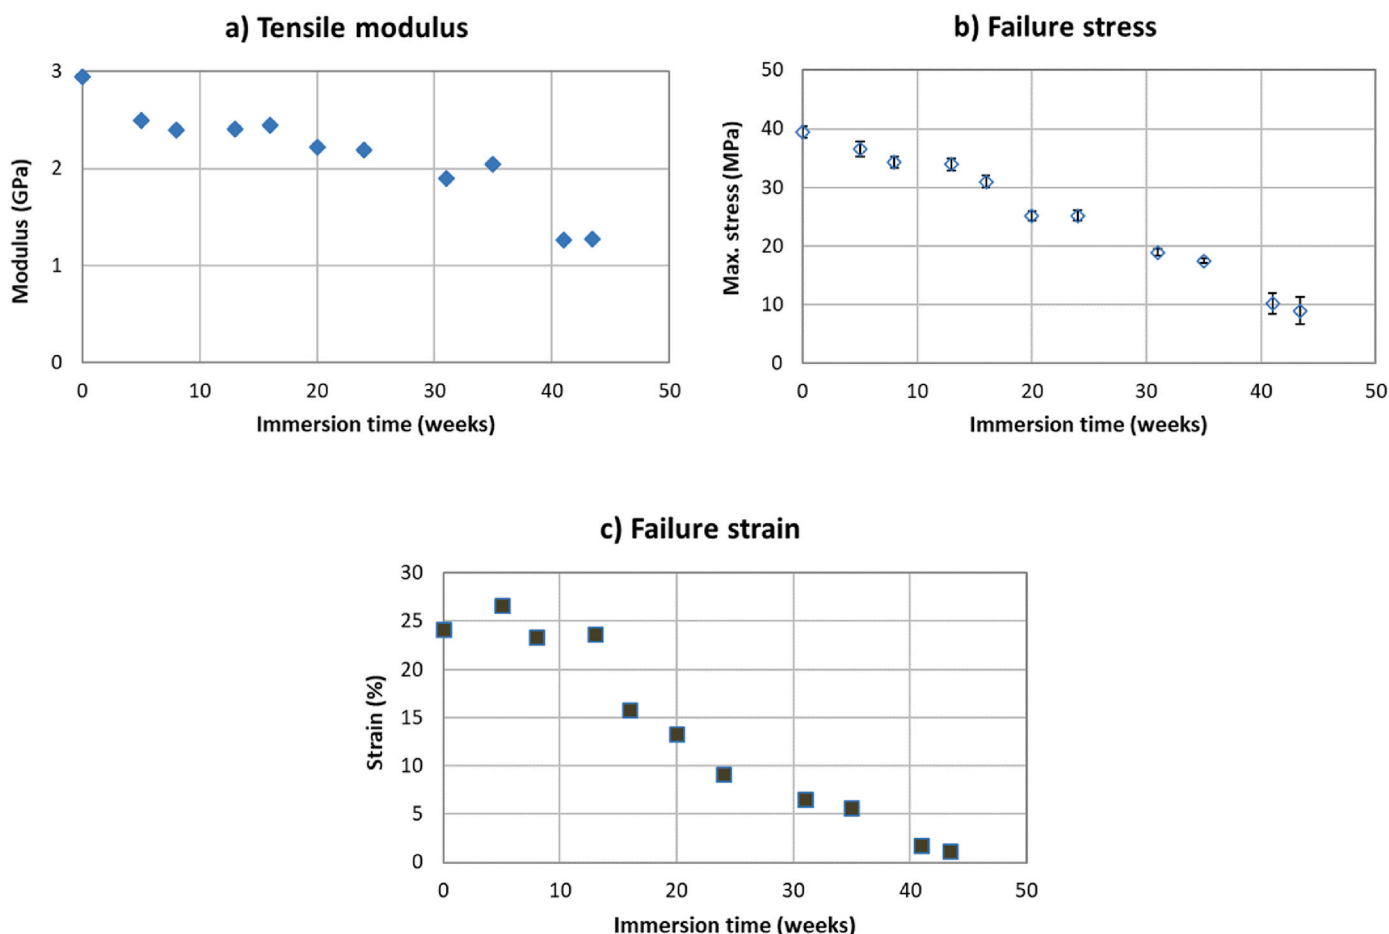 a) Tensile modulus
3
2
1
0
Modulus (GPa)
0 10 20 30 40 50
Immersion time (weeks)
b) Failure stress
50
40
30
20
10
0
Max. stress (MPa)
0 10 20 30 40 50
Immersion time (weeks)
c) Failure strain
30
25
20
15
10
5
0
Strain (%)
0 10 20 30 40 50
Immersion time (weeks)